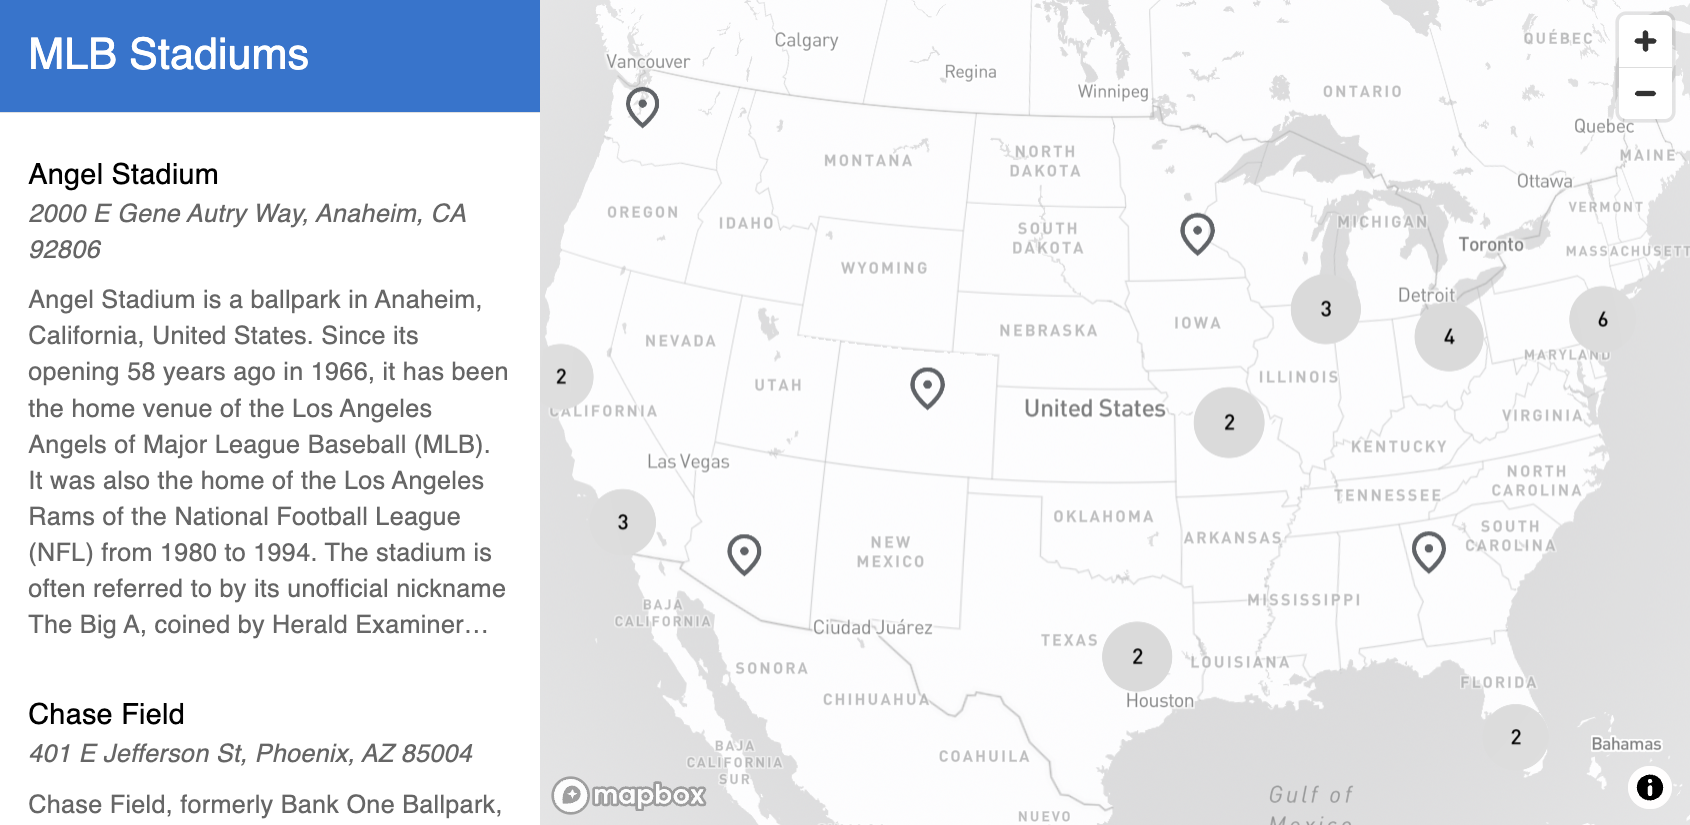 MLB Stadiums
Angel Stadium
2000 E Gene Autry Way, Anaheim, CA
92806
Angel Stadium is a ballpark in Anaheim,
California, United States. Since its
opening 58 years ago in 1966, it has been
the home venue of the Los Angeles
Angels of Major League Baseball (MLB).
It was also the home of the Los Angeles
Rams of the National Football League
(NFL) from 1980 to 1994. The stadium is
often referred to by its unofficial nickname
The Big A, coined by Herald Examiner…
Chase Field
401 E Jefferson St, Phoenix, AZ 85004
Chase Field, formerly Bank One Ballpark,
Calgary
QUÉBEC
Vancouver
Regina
Winnipeg
ONTARIO
Quebec
MONTANA
NORTH
DAKOTA
MAINE
Ottawa
OREGON
IDAHO
VERMONT
MICHIGAN
SOUTH
DAKOTA
Toronto
MASSACHUSETT
WYOMING
Detroit
3
6
NEBRASKA
IOWA
NEVADA
4
MARYLAND
2
UTAH
ILLINOIS
CALIFORNIA
United States
2
VIRGINIA
KENTUCKY
Las Vegas
NORTH
CAROLINA
TENNESSEE
3
OKLAHOMA
ARKANSAS
SOUTH
CAROLINA
NEW
MEXICO
MISSISSIPPI
BAJA
CALIFORNIA
Ciudad Juárez
TEXAS
2
LOUISIANA
SONORA
FLORIDA
CHIHUAHUA
Houston
2
Bahamas
BAJA
CALIFORNIA
SUR
COAHUILA
mapbox
Gulf of
Mexico
NUEVO